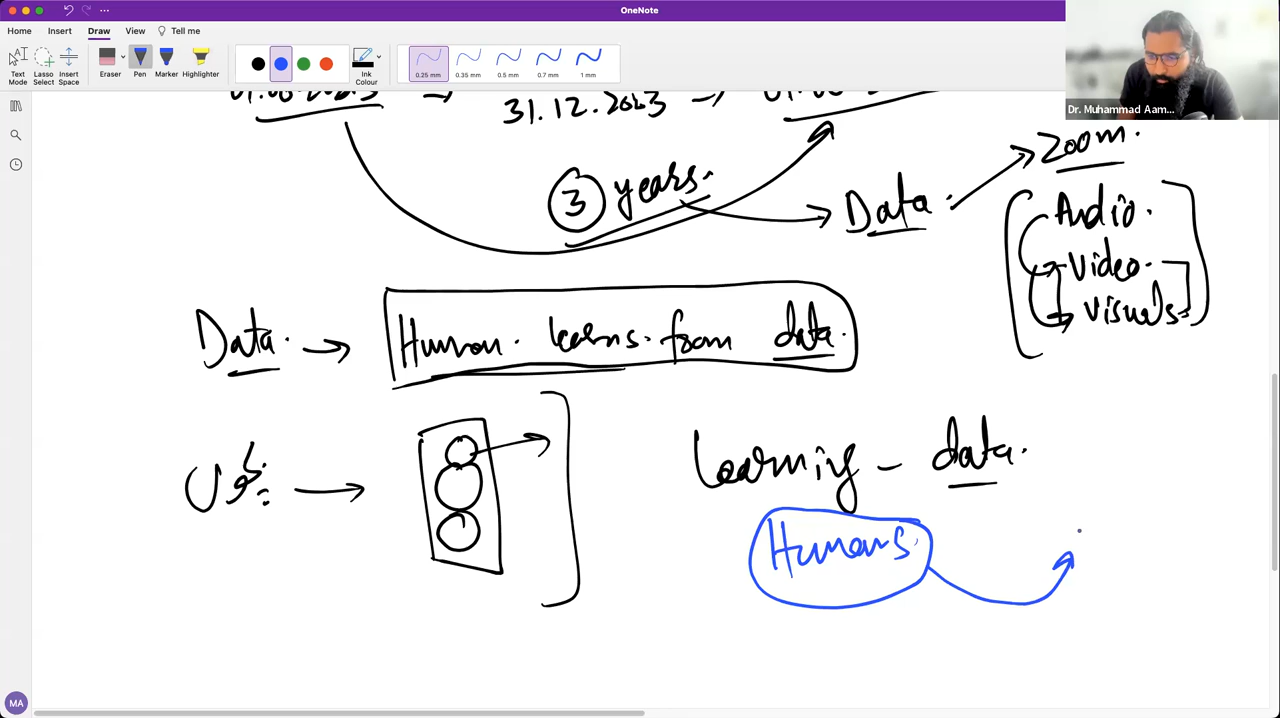 OneNote
Home Insert Draw View Tell me
Text Mode
Lasso Select
Insert Space
Eraser
Pen
Marker
Highlighter
Ink Colour
0.25 mm
0.35 mm
0.5 mm
0.7 mm
1 mm
Dr. Muhammad Aam...
31.12.2023
Zoom.
3 years.
Data.
Audio.
Video.
Visuals
Data.
Human. learns. from data.
Learning - data.
Humans.
MA